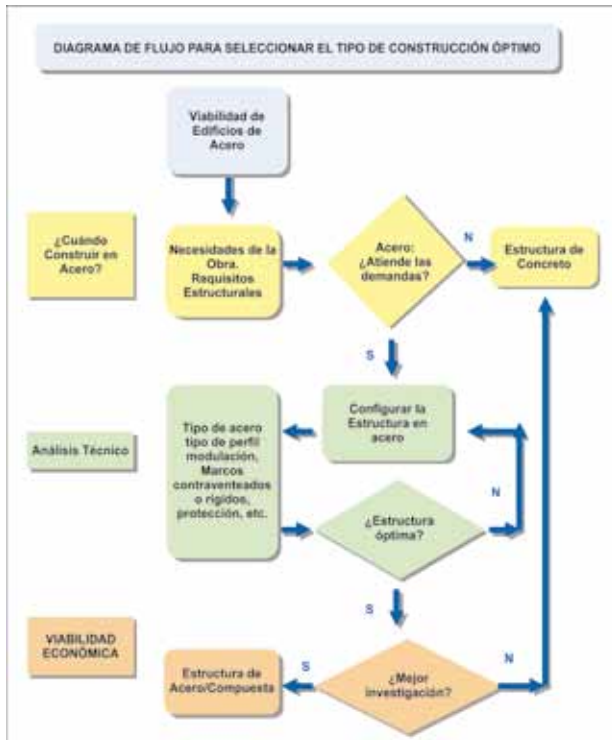 DIAGRAMA DE FLUJO PARA SELECCIONAR EL TIPO DE CONSTRUCCIÓN ÓPTIMO
Viabilidad de
Edificios de
Acero
¿Cuándo
Construir en
Acero?
Necesidades de la
Obra.
Requisitos
Estructurales
Acero:
¿Atiende las
demandas?
N
Estructura de
Concreto
S
Análisis Técnico
Tipo de acero
tipo de perfil
modulación,
Marcos
contraventeados
o rígidos,
protección, etc.
Configurar la
Estructura en
acero
N
¿Estructura
óptima?
S
VIABILIDAD
ECONÓMICA
Estructura de
Acero/Compuesta
S
¿Mejor
investigación?
N